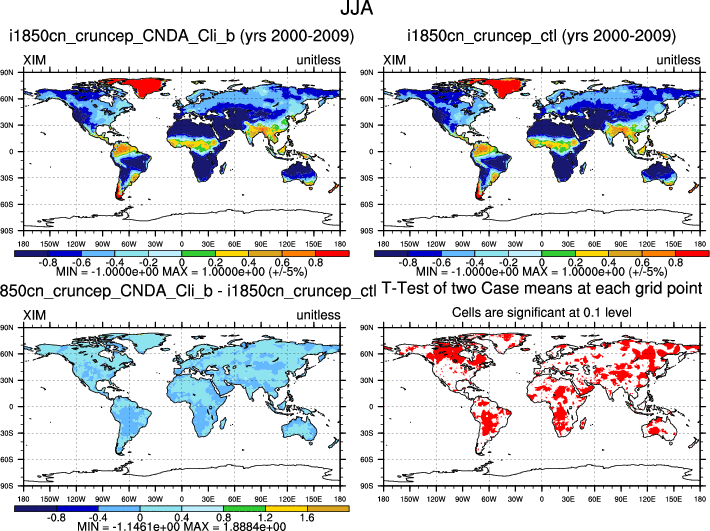 JJA
i1850cn_cruncep_CNDA_Cli_b (yrs 2000-2009)
XIM unitless
90N
60N
30N
0
30S
60S
90S
180 150W 120W 90W 60W 30W 0 30E 60E 90E 120E 150E 180
-0.8 -0.6 -0.4 -0.2 0 0.2 0.4 0.6 0.8
MIN = -1.0000e+00 MAX = 1.0000e+00 (+/-5%)
i1850cn_cruncep_ctl (yrs 2000-2009)
XIM unitless
90N
60N
30N
0
30S
60S
90S
180 150W 120W 90W 60W 30W 0 30E 60E 90E 120E 150E 180
-0.8 -0.6 -0.4 -0.2 0 0.2 0.4 0.6 0.8
MIN = -1.0000e+00 MAX = 1.0000e+00 (+/-5%)
850cn_cruncep_CNDA_Cli_b - i1850cn_cruncep_ctl
XIM unitless
90N
60N
30N
0
30S
60S
90S
180 150W 120W 90W 60W 30W 0 30E 60E 90E 120E 150E 180
-0.8 -0.4 0 0.4 0.8 1 1.2 1.6
MIN = -1.1461e+00 MAX = 1.8884e+00
T-Test of two Case means at each grid point
Cells are significant at 0.1 level
90N
60N
30N
0
30S
60S
90S
180 150W 120W 90W 60W 30W 0 30E 60E 90E 120E 150E 180